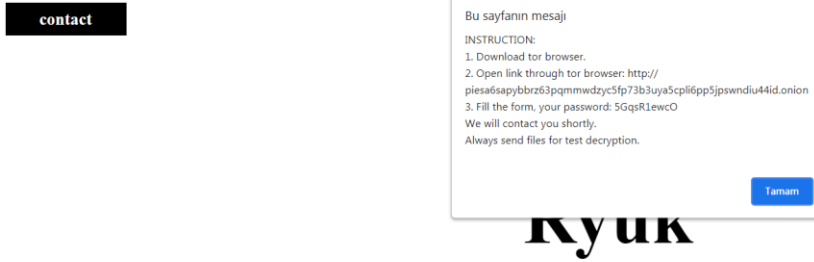 contact
Bu sayfanın mesajı
INSTRUCTION:
1. Download tor browser.
2. Open link through tor browser: http://
piesa6sapybbrz63pqmmwdzyc5fp73b3uya5cpli6pp5jpswndiu44id.onion
3. Fill the form, your password: 5GqsR1ewcO
We will contact you shortly.
Always send files for test decryption.
Tamam
Ryuk